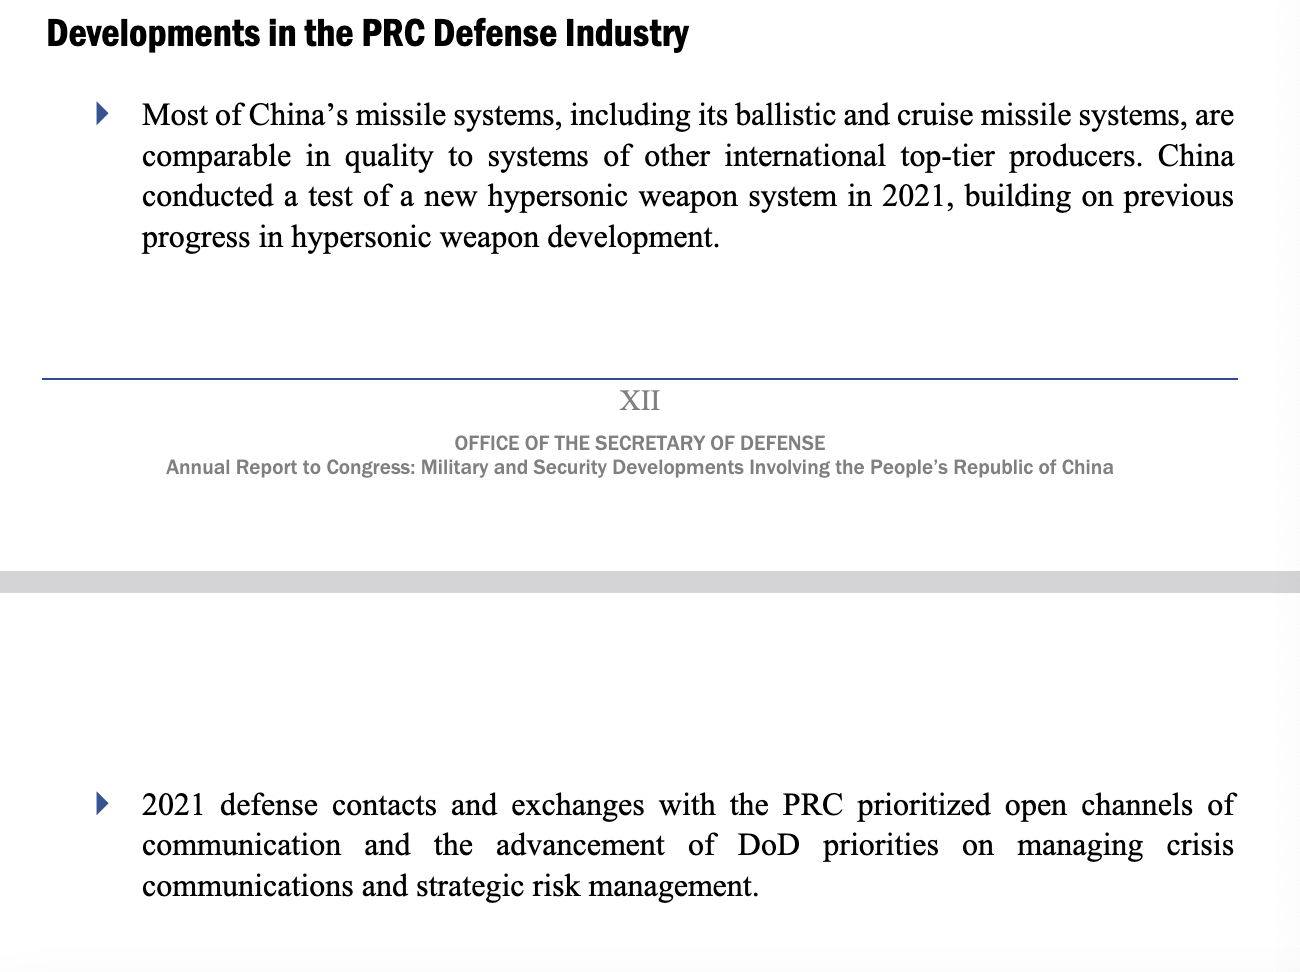 Developments in the PRC Defense Industry
Most of China’s missile systems, including its ballistic and cruise missile systems, are
comparable in quality to systems of other international top-tier producers. China
conducted a test of a new hypersonic weapon system in 2021, building on previous
progress in hypersonic weapon development.
XII
OFFICE OF THE SECRETARY OF DEFENSE
Annual Report to Congress: Military and Security Developments Involving the People’s Republic of China
2021 defense contacts and exchanges with the PRC prioritized open channels of
communication and the advancement of DoD priorities on managing crisis
communications and strategic risk management.